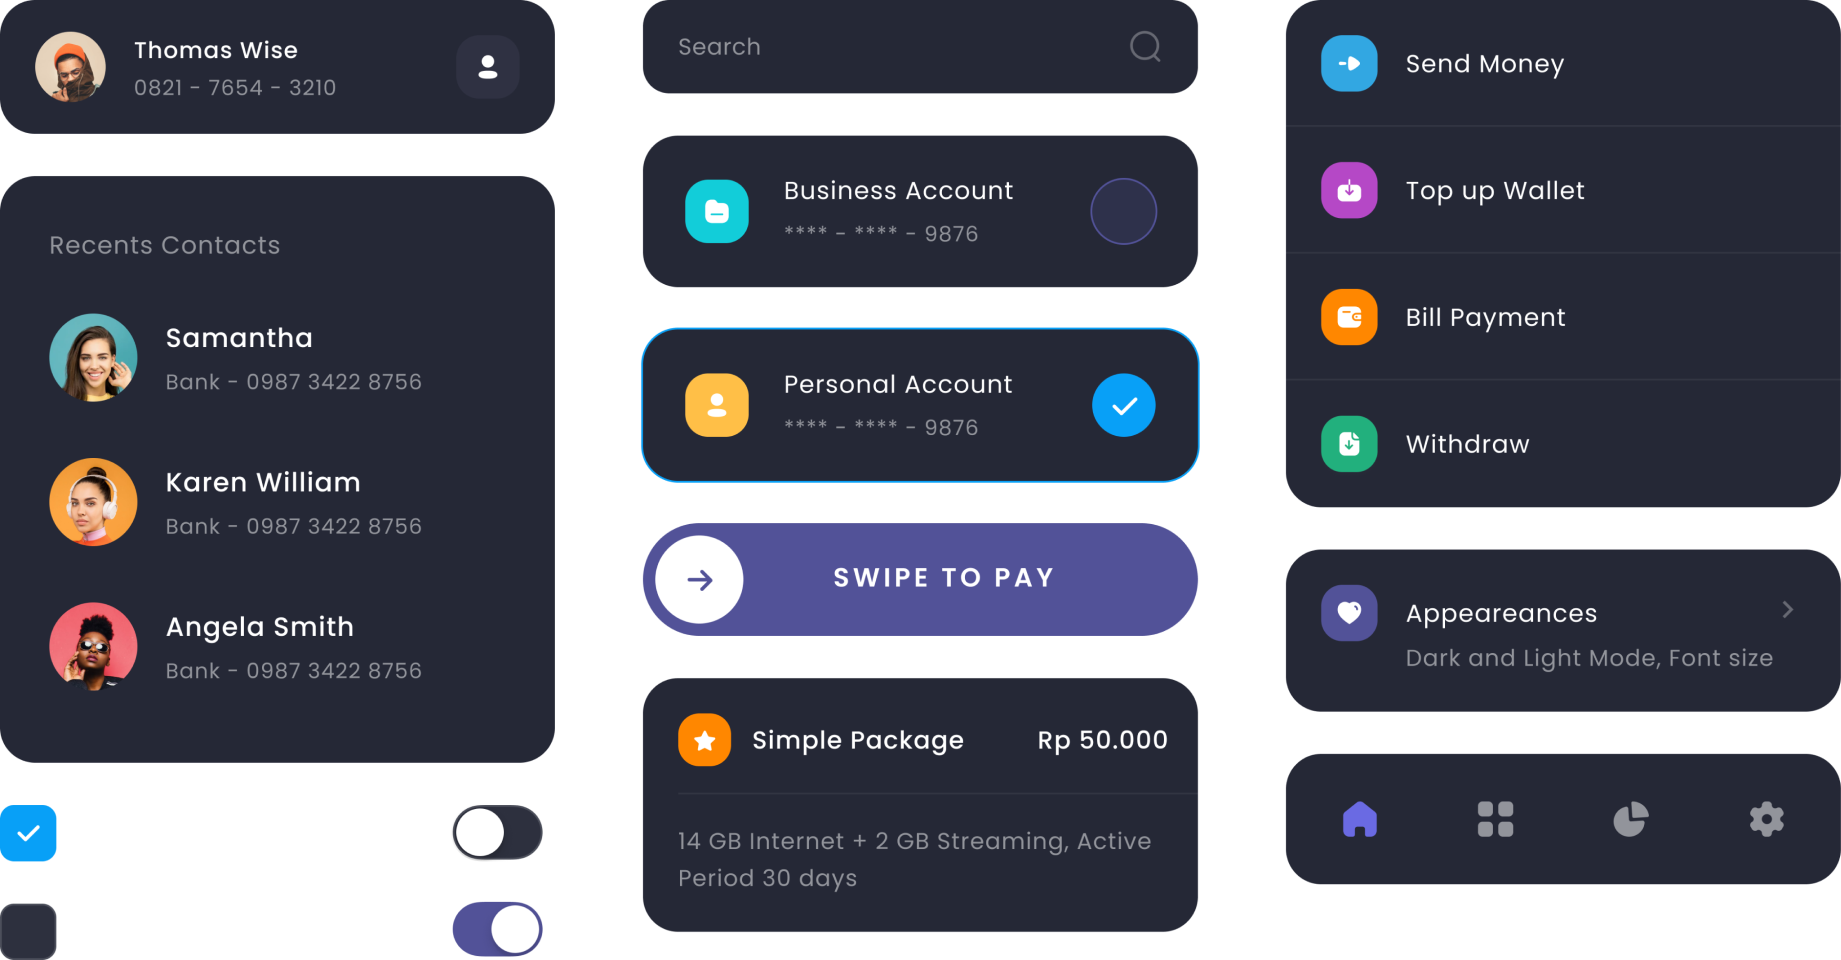 Thomas Wise
0821 - 7654 - 3210
Recents Contacts
Samantha
Bank - 0987 3422 8756
Karen William
Bank - 0987 3422 8756
Angela Smith
Bank - 0987 3422 8756
Search
Business Account
**** - **** - 9876
Personal Account
**** - **** - 9876
SWIPE TO PAY
Simple Package
Rp 50.000
14 GB Internet + 2 GB Streaming, Active
Period 30 days
Send Money
Top up Wallet
Bill Payment
Withdraw
Appeareances
Dark and Light Mode, Font size